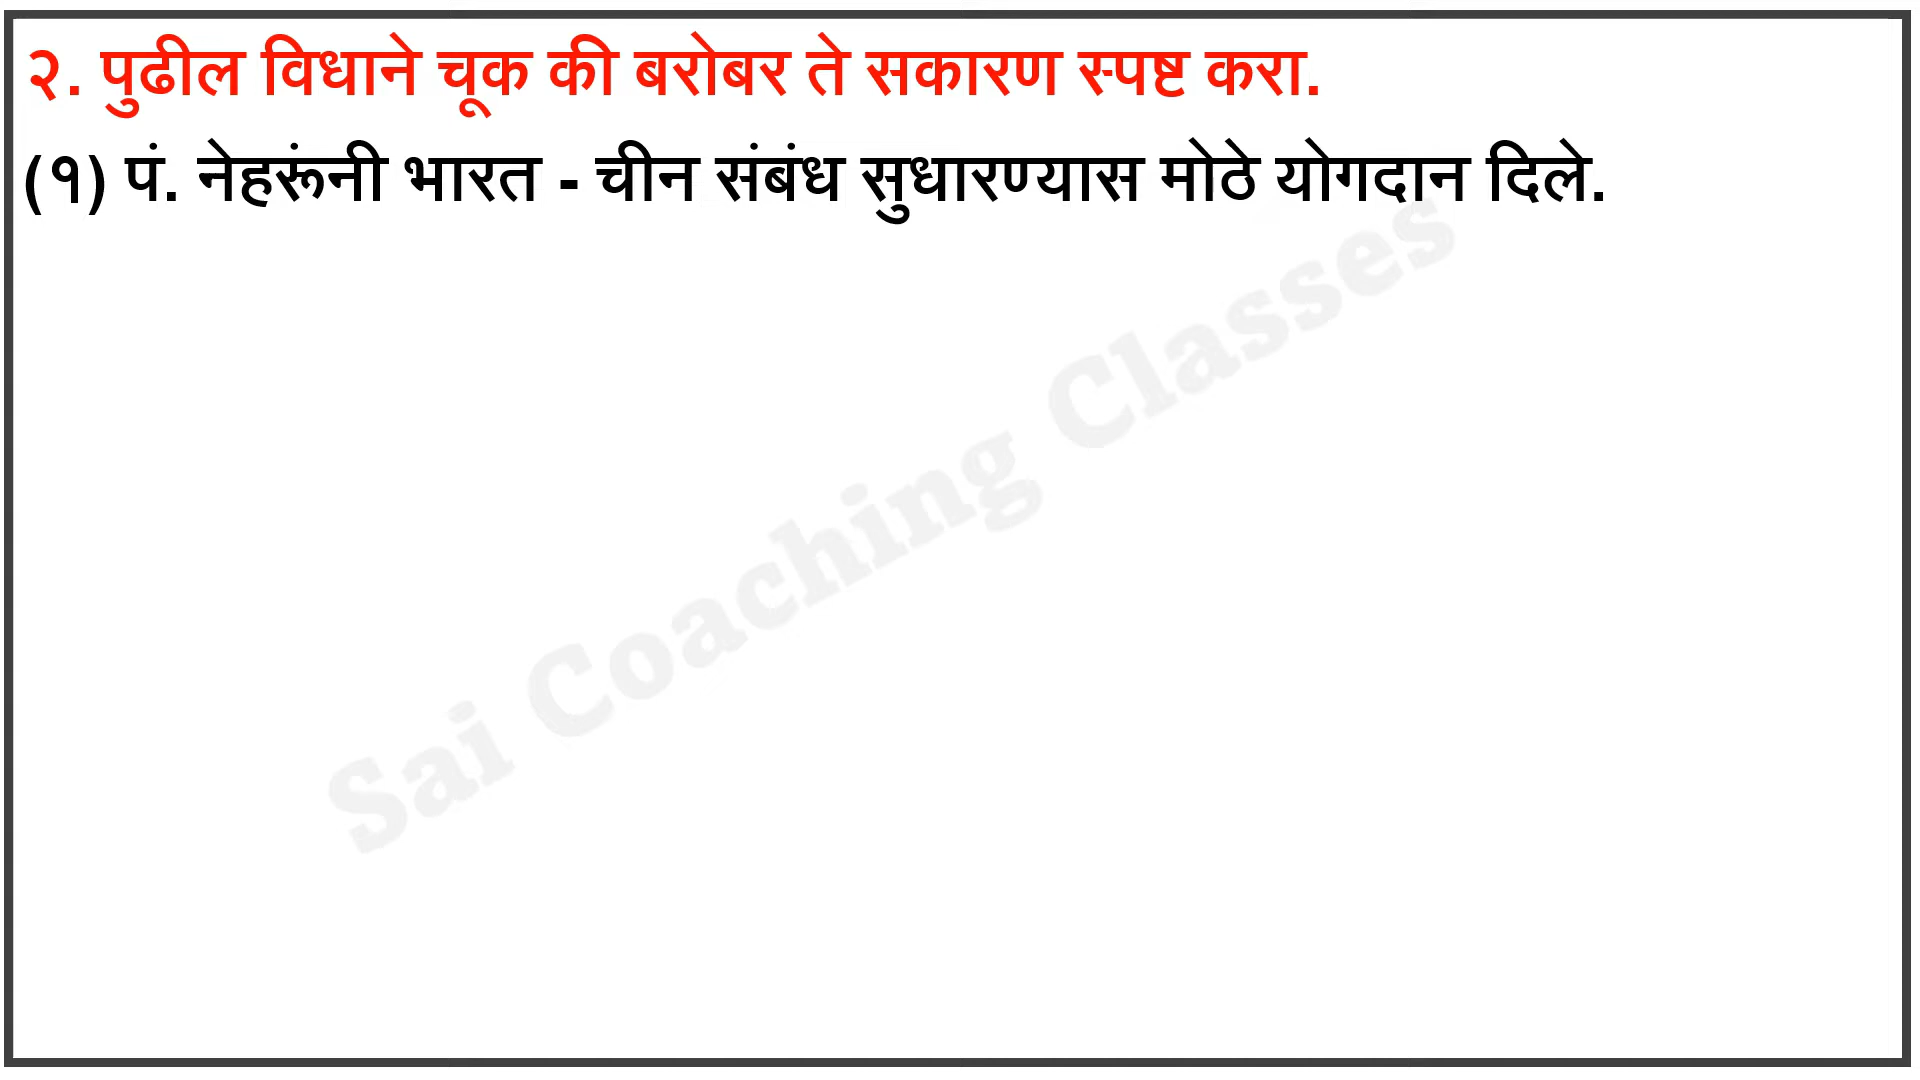 २. पुढील विधाने चूक की बरोबर ते सकारण स्पष्ट करा.
(१) पं. नेहरूंनी भारत - चीन संबंध सुधारण्यास मोठे योगदान दिले.
Sai Coaching Classes